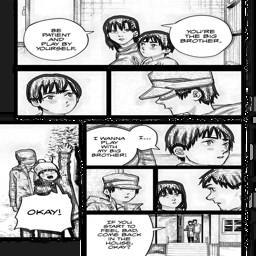 BE
PATIENT
AND
PLAY BY
YOURSELF.
YOU'RE
THE BIG
BROTHER.
I WANNA
PLAY
WITH
MY BIG
BROTHER!
I...
OKAY!
IF YOU
START TO
FEEL BAD,
COME BACK
IN THE
HOUSE,
OKAY?